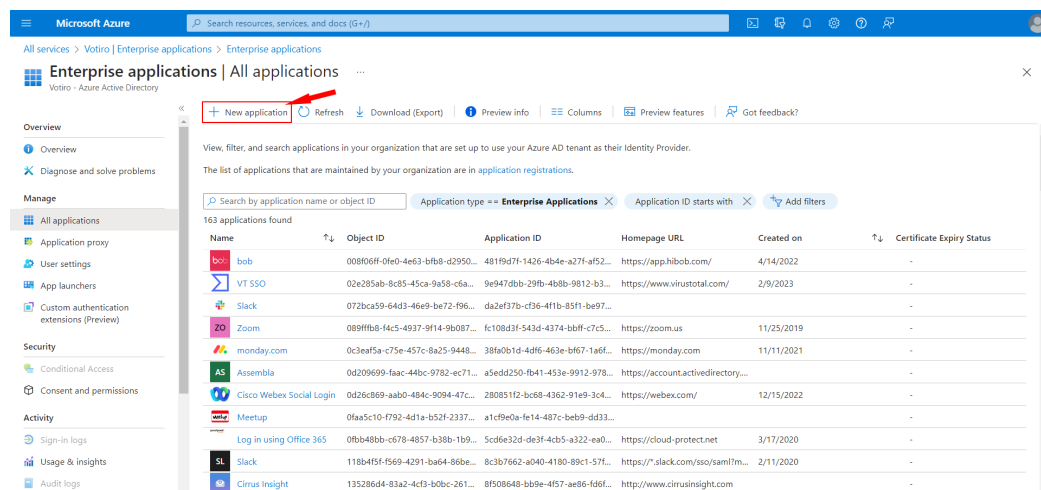 Microsoft Azure
Search resources, services, and docs (G+/)
All services > Votiro | Enterprise applications > Enterprise applications
Enterprise applications | All applications ...
Votiro - Azure Active Directory
New application Refresh Download (Export) Preview info Columns Preview features Got feedback?
Overview
Overview
Diagnose and solve problems
Manage
All applications
Application proxy
User settings
App launchers
Custom authentication
extensions (Preview)
Security
Conditional Access
Consent and permissions
Activity
Sign-in logs
Usage & insights
Audit logs
View, filter, and search applications in your organization that are set up to use your Azure AD tenant as their Identity Provider.
The list of applications that are maintained by your organization are in application registrations.
Search by application name or object ID Application type == Enterprise Applications Application ID starts with Add filters
163 applications found
Name Object ID Application ID Homepage URL Created on Certificate Expiry Status
bob bob 008f06ff-0fe0-4e63-bfb8-d2950... 481f9d7f-1426-4b4e-a27f-af52... https://app.hibob.com/ 4/14/2022 -
VT SSO 02e285ab-8c85-45ca-9a58-c6a... 9e947dbb-29fb-4b8b-9812-b3... https://www.virustotal.com/ 2/9/2023 -
Slack 072bca59-64d3-46e9-be72-f96... da2ef37b-cf36-4f1b-85f1-be97... -
ZO Zoom 089fffb8-f4c5-4937-9f14-9b087... fc108d3f-543d-4374-bbff-c7c5... https://zoom.us 11/25/2019 -
monday.com 0c3eaf5a-c75e-457c-8a25-9448... 38fa0b1d-4df6-463e-bf67-1a6f... https://monday.com 11/11/2021 -
AS Assembla 0d209699-faac-44bc-9782-ec71... a5edd250-fb41-453e-9912-978... https://account.activedirectory.... -
Cisco Webex Social Login 0d26c869-aab0-484c-9094-47c... 280851f2-bc68-4362-91e9-3c4... https://webex.com/ 12/15/2022 -
Meetup 0faa5c10-f792-4d1a-b52f-2337... a1cf9e0a-fe14-487c-beb9-dd33... -
Log in using Office 365 0fbb48bb-c678-4857-b38b-1b9... 5cd6e32d-de3f-4cb5-a322-ea0... https://cloud-protect.net 3/17/2020 -
SL Slack 118b4f5f-f569-4291-ba64-86be... 8c3b7662-a040-4180-89c1-57f... https://*.slack.com/sso/saml?m... 2/11/2020 -
Cirrus Insight 135286d4-83a2-4cf3-b0bc-261... 8f508648-bb9e-4f57-ae86-fd6f... http://www.cirrusinsight.com -